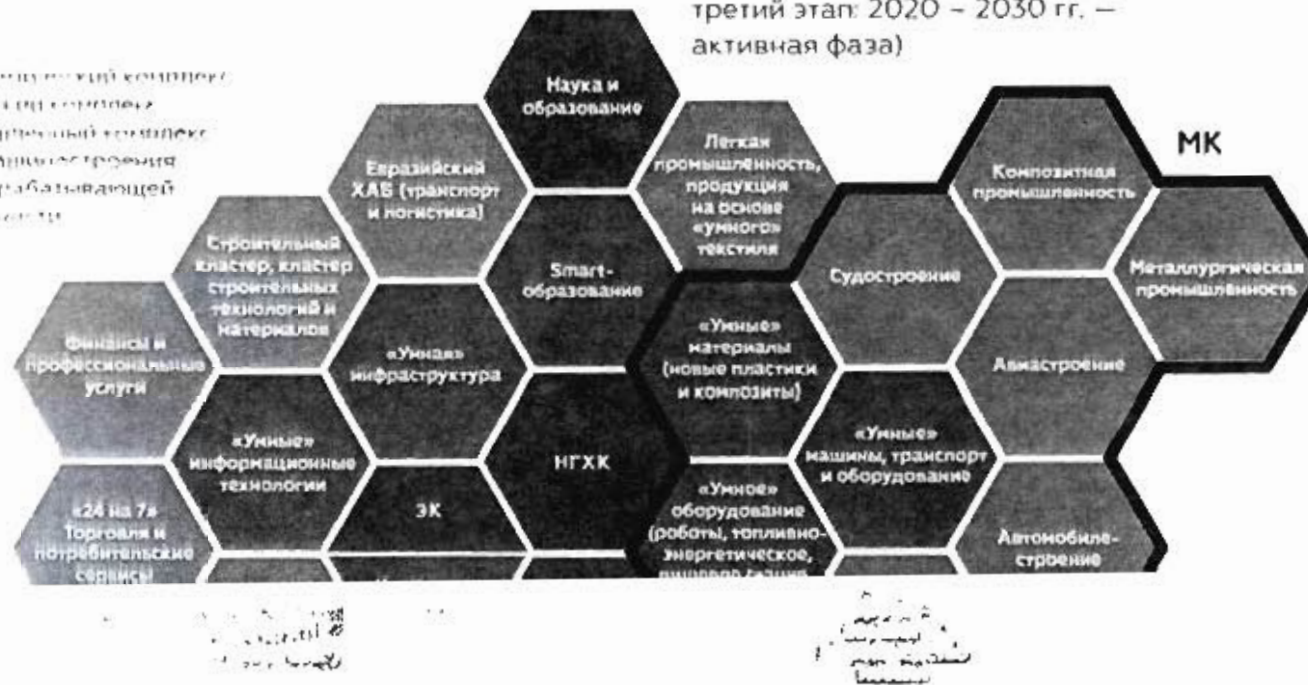 третий этап: 2020 – 2030 гг. –
активная фаза)
комплекс
комплекс
комплекс
Наука и
образование
Евразийский
ХАБ (транспорт
и логистика)
Легкая
промышленность,
продукция
на основе
«умного»
текстиля
Композитная
промышленность
МК
Строительный
кластер, кластер
строительных
технологий и
материалов
Smart-
образование
Судостроение
Металлургическая
промышленность
Финансы и
профессиональные
услуги
«Умная»
инфраструктура
«Умные»
материалы
(новые пластики
и композиты)
Авиастроение
«Умные»
информационные
технологии
НГХК
«Умные»
машины, транспорт
и оборудование
«24 на 7»
Торговля и
потребительские
сервисы
ЭК
«Умное»
оборудование
(роботы, топливно-
энергетическое,
Автомобиле-
строение